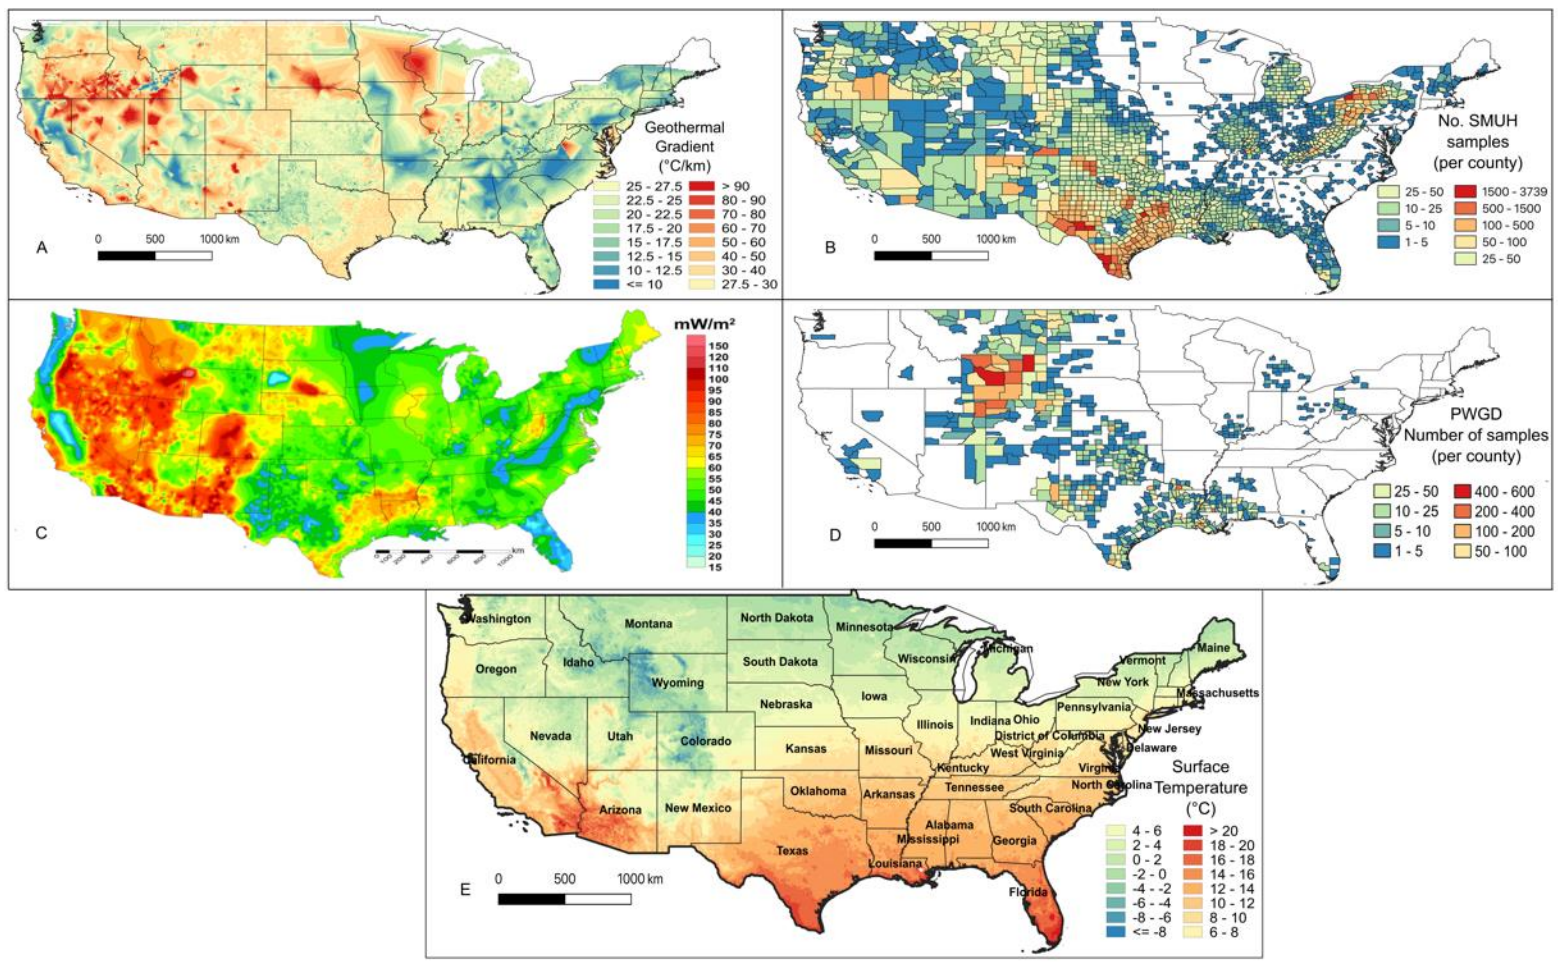 Geothermal
Gradient
(°C/km)
25 - 27.5 > 90
22.5 - 25 80 - 90
20 - 22.5 70 - 80
17.5 - 20 60 - 70
15 - 17.5 50 - 60
12.5 - 15 40 - 50
10 - 12.5 30 - 40
<= 10 27.5 - 30
0 500 1000 km
A
No. SMUH
samples
(per county)
25 - 50 1500 - 3739
10 - 25 500 - 1500
5 - 10 100 - 500
1 - 5 50 - 100
25 - 50
0 500 1000 km
B
mW/m²
150
120
110
100
95
90
85
80
75
70
65
60
55
50
45
40
35
30
25
20
15
C
0 100 200 400 600 800 1000 km
PWGD
Number of samples
(per county)
25 - 50 400 - 600
10 - 25 200 - 400
5 - 10 100 - 200
1 - 5 50 - 100
0 500 1000 km
D
Washington
Montana
North Dakota
Minnesota
Michigan
Maine
Vermont
Oregon
Idaho
South Dakota
Wisconsin
Wyoming
New York
Massachusetts
Nebraska
Iowa
Pennsylvania
Nevada
Utah
Colorado
Illinois
Indiana
Ohio
New Jersey
District of Columbia
Delaware
California
Kansas
Missouri
West Virginia
Kentucky
Virginia
Arizona
New Mexico
Oklahoma
Arkansas
Tennessee
North Carolina
South Carolina
Alabama
Mississippi
Georgia
Texas
Louisiana
Florida
Surface
Temperature
(°C)
4 - 6 > 20
2 - 4 18 - 20
0 - 2 16 - 18
-2 - 0 14 - 16
-4 - -2 12 - 14
-6 - -4 10 - 12
-8 - -6 8 - 10
<= -8 6 - 8
0 500 1000 km
E